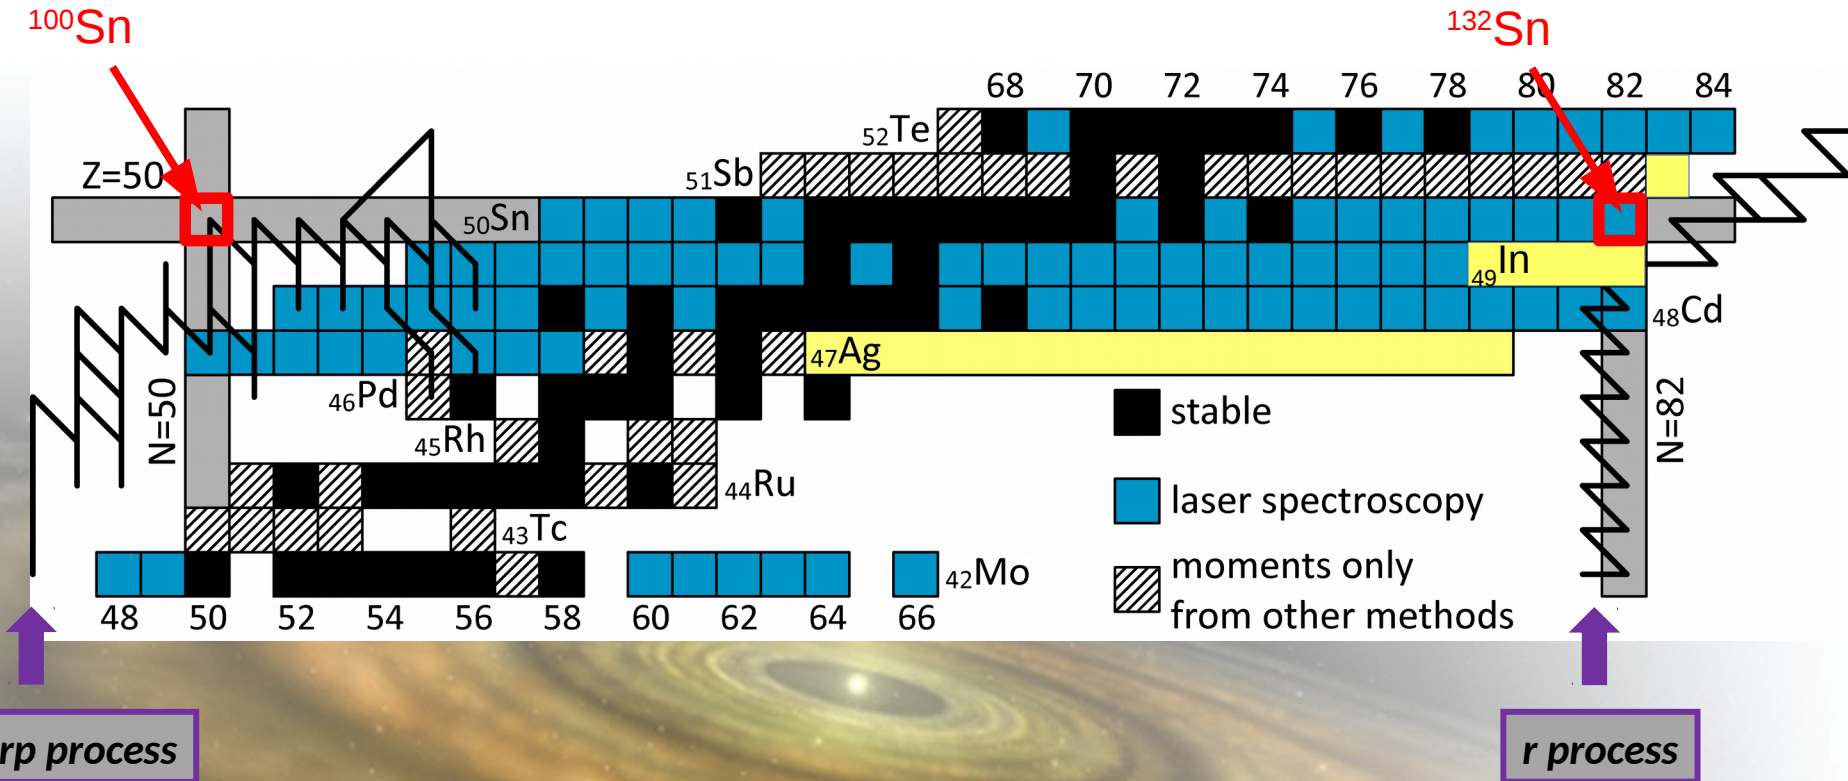 ¹⁰⁰Sn
¹³²Sn
68 70 72 74 76 78 80 82 84
₅₂Te
Z=50
₅₁Sb
₅₀Sn
₄₉In
₄₈Cd
₄₇Ag
₄₆Pd
N=50
N=82
stable
₄₅Rh
₄₄Ru
laser spectroscopy
₄₃Tc
₄₂Mo
moments only
from other methods
48 50 52 54 56 58 60 62 64 66
rp process
r process